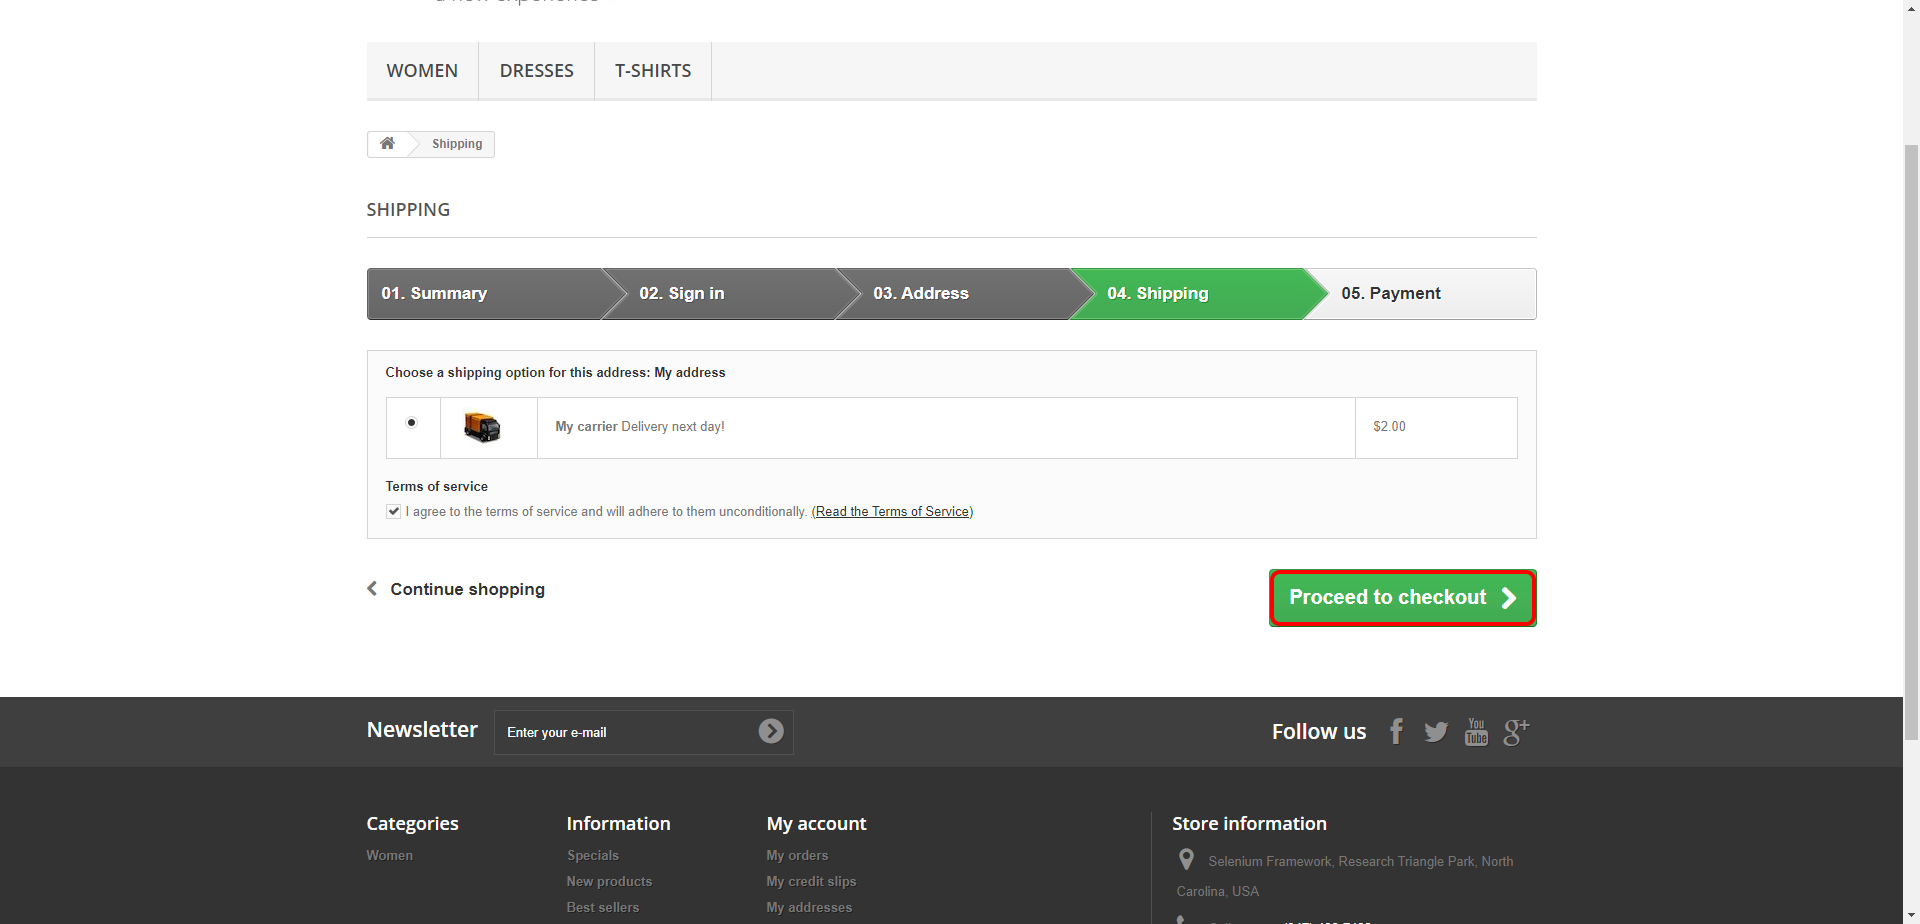 WOMEN DRESSES T-SHIRTS
Shipping
SHIPPING
01. Summary 02. Sign in 03. Address 04. Shipping 05. Payment
Choose a shipping option for this address: My address
My carrier Delivery next day! $2.00
Terms of service
I agree to the terms of service and will adhere to them unconditionally. (Read the Terms of Service)
Continue shopping
Proceed to checkout
Newsletter Enter your e-mail
Follow us
You
Tube
g+
Categories
Women
Information
Specials
New products
Best sellers
My account
My orders
My credit slips
My addresses
Store information
Selenium Framework, Research Triangle Park, North
Carolina, USA